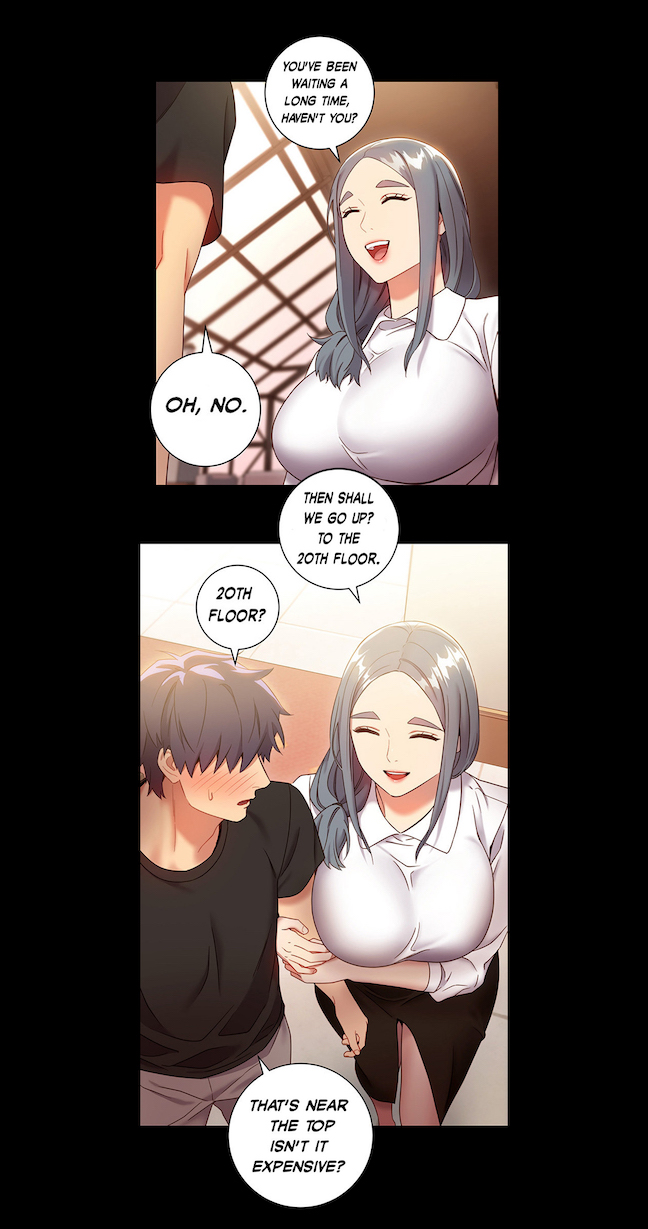 YOU'VE BEEN
WAITING A
LONG TIME,
HAVEN'T YOU?
OH, NO.
THEN SHALL
WE GO UP?
TO THE
20TH FLOOR.
20TH
FLOOR?
THAT'S NEAR
THE TOP
ISN'T IT
EXPENSIVE?